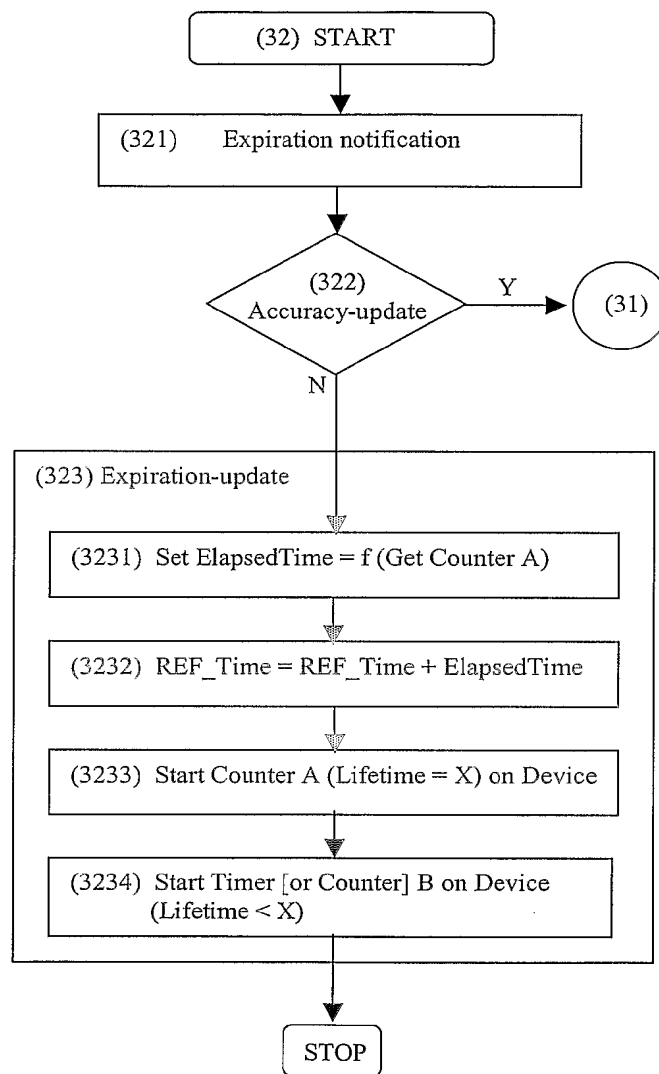 (32) START
(321) Expiration notification
(322)
Accuracy-update
Y
(31)
N
(323) Expiration-update
(3231) Set ElapsedTime = f (Get Counter A)
(3232) REF_Time = REF_Time + ElapsedTime
(3233) Start Counter A (Lifetime = X) on Device
(3234) Start Timer [or Counter] B on Device
(Lifetime < X)
STOP